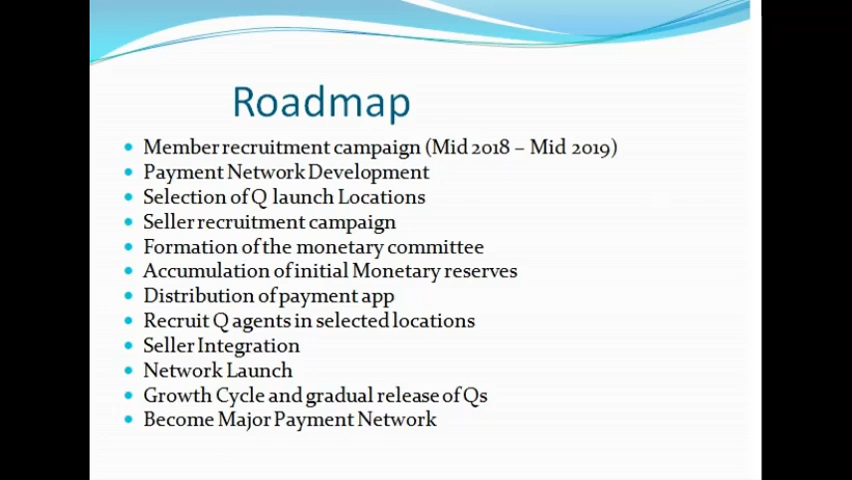 Roadmap
Member recruitment campaign (Mid 2018 – Mid 2019)
Payment Network Development
Selection of Q launch Locations
Seller recruitment campaign
Formation of the monetary committee
Accumulation of initial Monetary reserves
Distribution of payment app
Recruit Q agents in selected locations
Seller Integration
Network Launch
Growth Cycle and gradual release of Qs
Become Major Payment Network